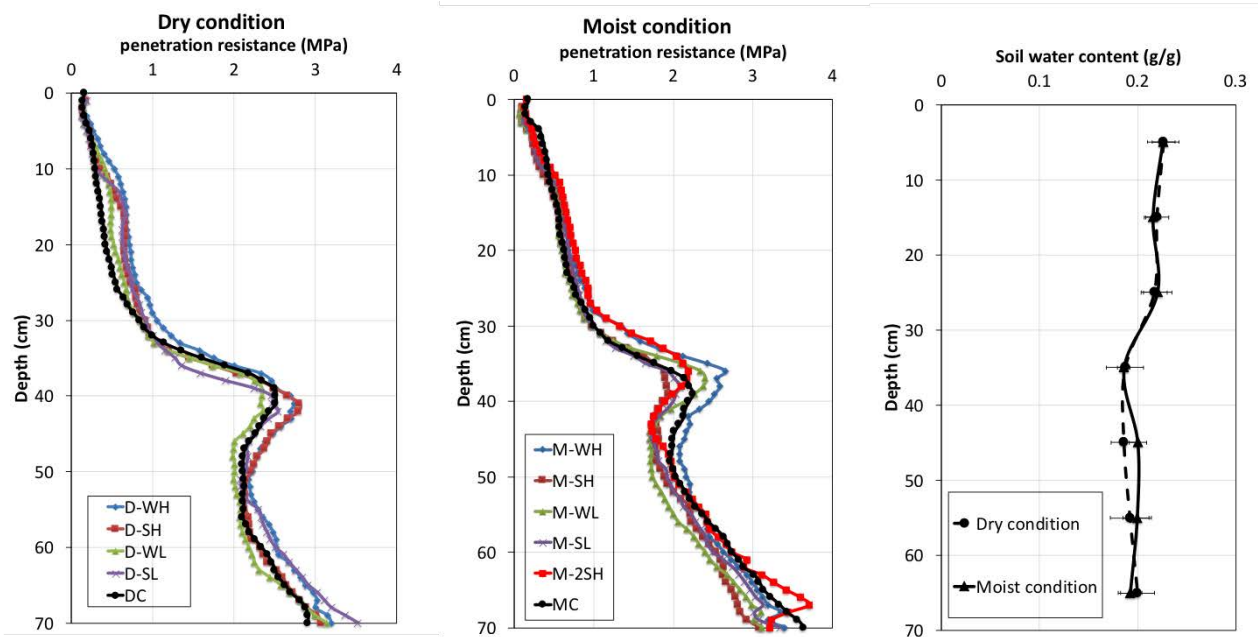 Dry condition
penetration resistance (MPa)
0 1 2 3 4
0
10
20
30
40
50
60
70
Depth (cm)
D-WH
D-SH
D-WL
D-SL
DC
Moist condition
penetration resistance (MPa)
0 1 2 3 4
0
10
20
30
40
50
60
70
Depth (cm)
M-WH
M-SH
M-WL
M-SL
M-2SH
MC
Soil water content (g/g)
0 0.1 0.2 0.3
0
10
20
30
40
50
60
70
Depth (cm)
Dry condition
Moist condition